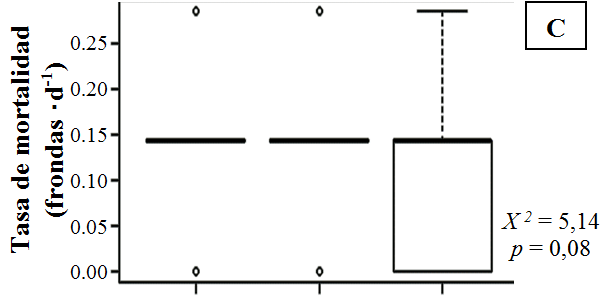 C
Tasa de mortalidad
(frondas · d⁻¹)
0.25
0.20
0.15
0.10
0.05
0.00
X² = 5,14
p = 0,08